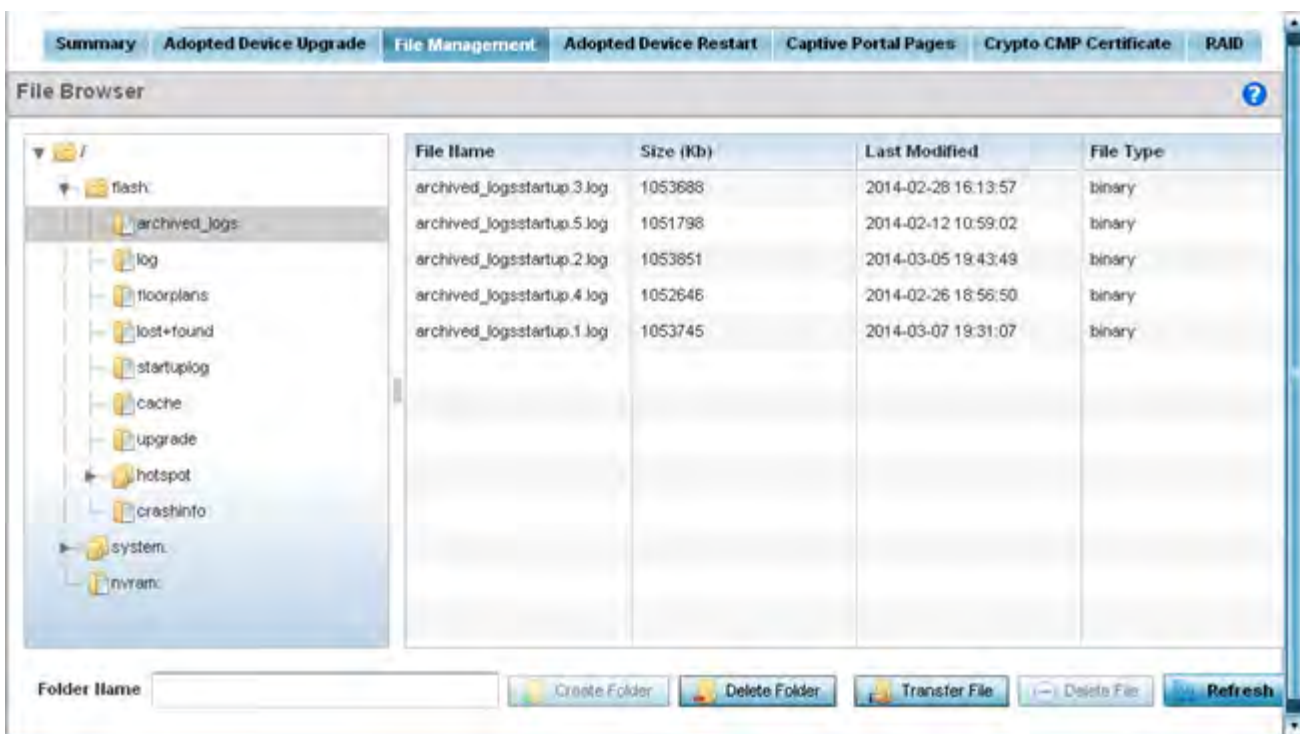 Summary Adopted Device Upgrade File Management Adopted Device Restart Captive Portal Pages Crypto CMP Certificate RAID
File Browser ?
/
flash:
archived_logs
log
floorplans
lost+found
startuplog
cache
upgrade
hotspot
crashinfo
system:
nvram:
File Name Size (Kb) Last Modified File Type
archived_logsstartup.3.log 1053688 2014-02-28 16:13:57 binary
archived_logsstartup.5.log 1051798 2014-02-12 10:59:02 binary
archived_logsstartup.2.log 1053851 2014-03-05 19:43:49 binary
archived_logsstartup.4.log 1052646 2014-02-26 18:56:50 binary
archived_logsstartup.1.log 1053745 2014-03-07 19:31:07 binary
Folder Name Create Folder Delete Folder Transfer File Delete File Refresh